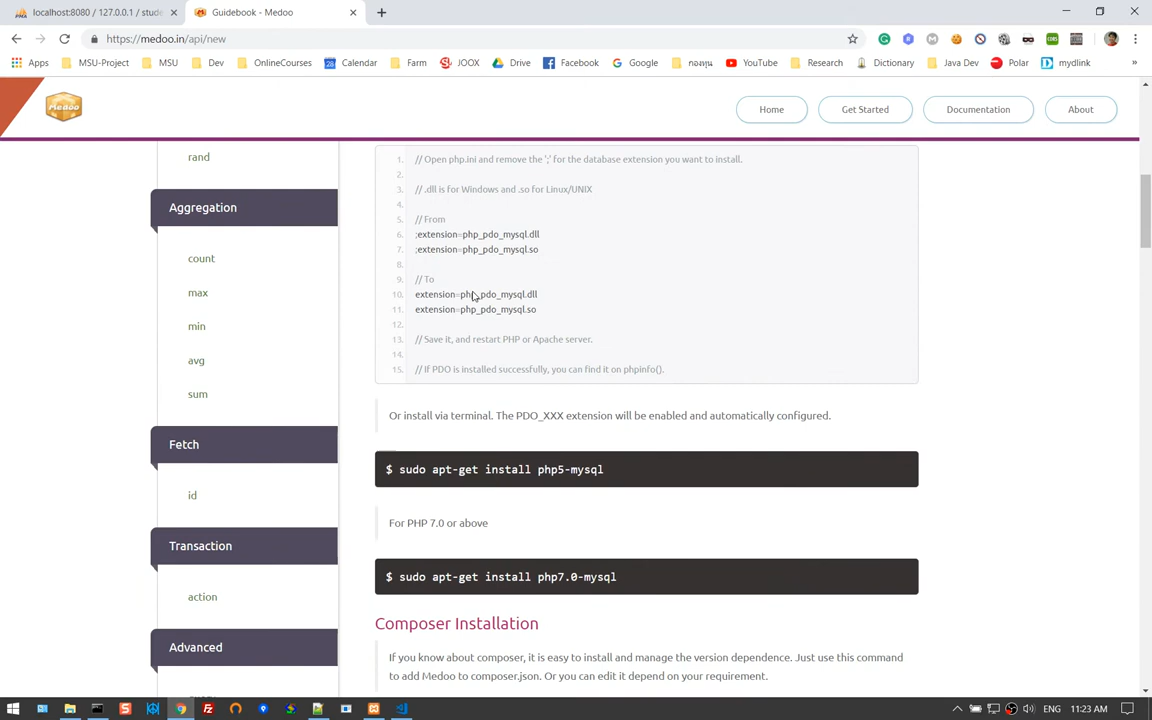 localhost:8080 / 127.0.0.1 / stude
Guidebook - Medoo
https://medoo.in/api/new
Apps
MSU-Project
MSU
Dev
OnlineCourses
Calendar
Farm
JOOX
Drive
Facebook
Google
กองทุน
YouTube
Research
Dictionary
Java Dev
Polar
mydlink
»
Medoo
Home
Get Started
Documentation
About
rand
Aggregation
count
max
min
avg
sum
Fetch
id
Transaction
action
Advanced
1. // Open php.ini and remove the ';' for the database extension you want to install.
2.
3. // .dll is for Windows and .so for Linux/UNIX
4.
5. // From
6. ;extension=php_pdo_mysql.dll
7. ;extension=php_pdo_mysql.so
8.
9. // To
10. extension=php_pdo_mysql.dll
11. extension=php_pdo_mysql.so
12.
13. // Save it, and restart PHP or Apache server.
14.
15. // If PDO is installed successfully, you can find it on phpinfo().
Or install via terminal. The PDO_XXX extension will be enabled and automatically configured.
$ sudo apt-get install php5-mysql
For PHP 7.0 or above
$ sudo apt-get install php7.0-mysql
Composer Installation
If you know about composer, it is easy to install and manage the version dependence. Just use this command
to add Medoo to composer.json. Or you can edit it depend on your requirement.
ENG
11:23 AM